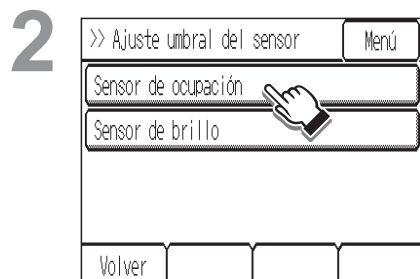 2
>> Ajuste umbral del sensor Menú
Sensor de ocupación
Sensor de brillo
Volver